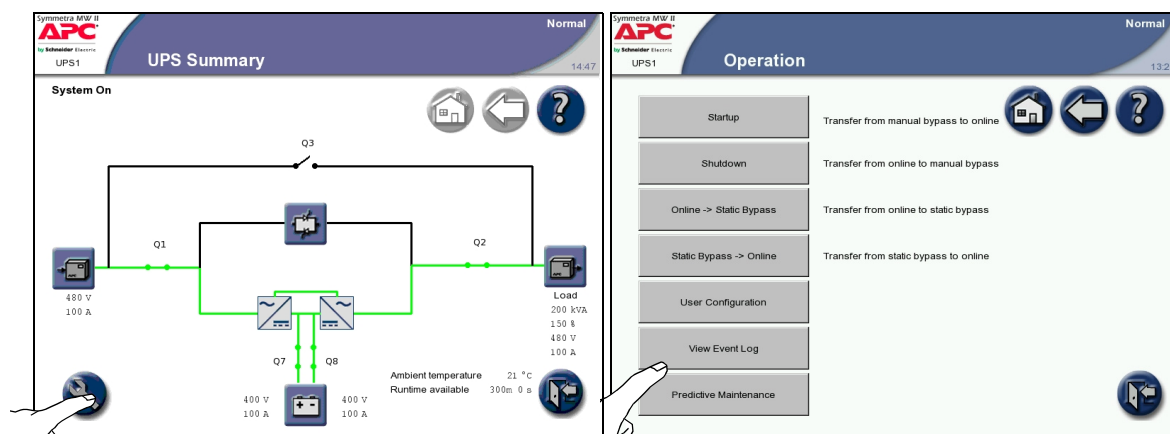 Symmetra MW II
APC
by Schneider Electric
UPS1
UPS Summary
Normal
14:47
System On
Q3
Q1
Q2
480 V
100 A
Load
200 kVA
150 %
480 V
100 A
Q7
Q8
Ambient temperature 21 °C
Runtime available 300m 0 s
400 V
100 A
400 V
100 A
Symmetra MW II
APC
by Schneider Electric
UPS1
Operation
Normal
13:2
Startup
Transfer from manual bypass to online
Shutdown
Transfer from online to manual bypass
Online -> Static Bypass
Transfer from online to static bypass
Static Bypass -> Online
Transfer from static bypass to online
User Configuration
View Event Log
Predictive Maintenance